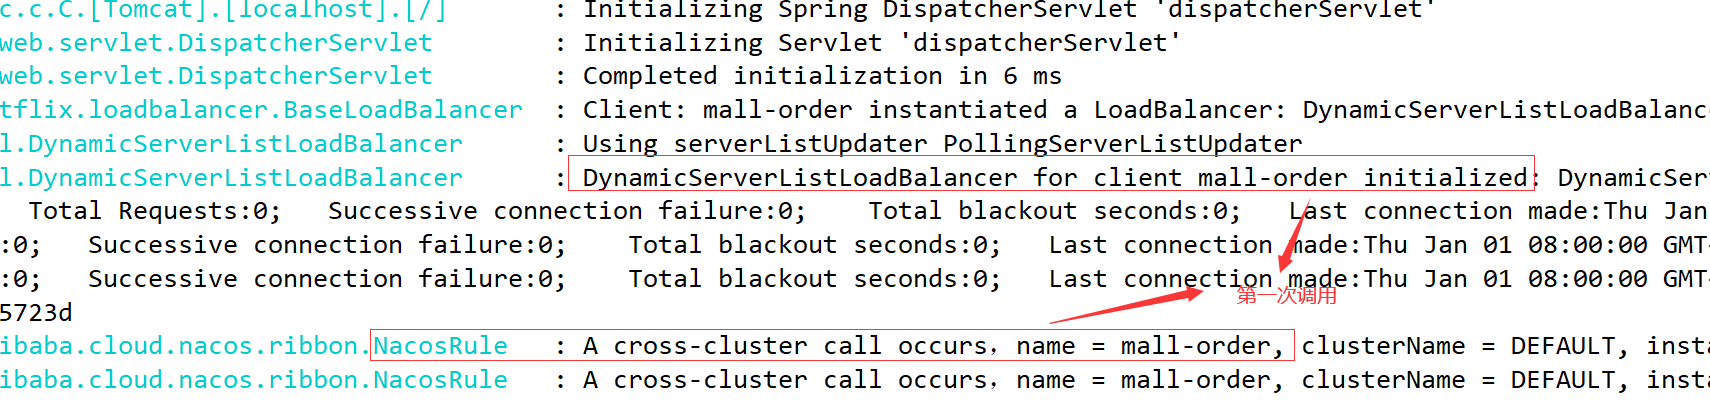 c.c.C.[Tomcat].[localhost].[/] : Initializing Spring DispatcherServlet 'dispatcherServlet'
web.servlet.DispatcherServlet : Initializing Servlet 'dispatcherServlet'
web.servlet.DispatcherServlet : Completed initialization in 6 ms
tflix.loadbalancer.BaseLoadBalancer : Client: mall-order instantiated a LoadBalancer: DynamicServerListLoadBalanc
l.DynamicServerListLoadBalancer : Using serverListUpdater PollingServerListUpdater
l.DynamicServerListLoadBalancer : DynamicServerListLoadBalancer for client mall-order initialized: DynamicSer
Total Requests:0; Successive connection failure:0; Total blackout seconds:0; Last connection made:Thu Jan
:0; Successive connection failure:0; Total blackout seconds:0; Last connection made:Thu Jan 01 08:00:00 GMT
:0; Successive connection failure:0; Total blackout seconds:0; Last connection made:Thu Jan 01 08:00:00 GMT
第一次调用
5723d
ibaba.cloud.nacos.ribbon.NacosRule : A cross-cluster call occurs，name = mall-order, clusterName = DEFAULT, inst
ibaba.cloud.nacos.ribbon.NacosRule : A cross-cluster call occurs，name = mall-order, clusterName = DEFAULT, inst